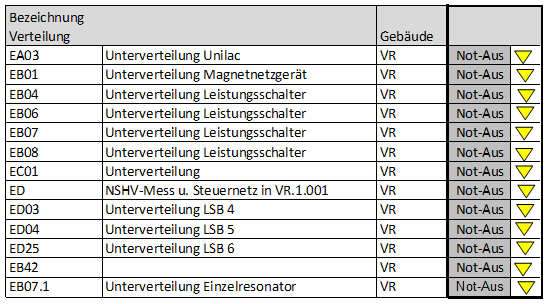 Bezeichnung
Verteilung Gebäude
EA03 Unterverteilung Unilac VR Not-Aus
EB01 Unterverteilung Magnetnetzgerät VR Not-Aus
EB04 Unterverteilung Leistungsschalter VR Not-Aus
EB06 Unterverteilung Leistungsschalter VR Not-Aus
EB07 Unterverteilung Leistungsschalter VR Not-Aus
EB08 Unterverteilung Leistungsschalter VR Not-Aus
EC01 Unterverteilung VR Not-Aus
ED NSHV-Mess u. Steuernetz in VR.1.001 VR Not-Aus
ED03 Unterverteilung LSB 4 VR Not-Aus
ED04 Unterverteilung LSB 5 VR Not-Aus
ED25 Unterverteilung LSB 6 VR Not-Aus
EB42 VR Not-Aus
EB07.1 Unterverteilung Einzelresonator VR Not-Aus